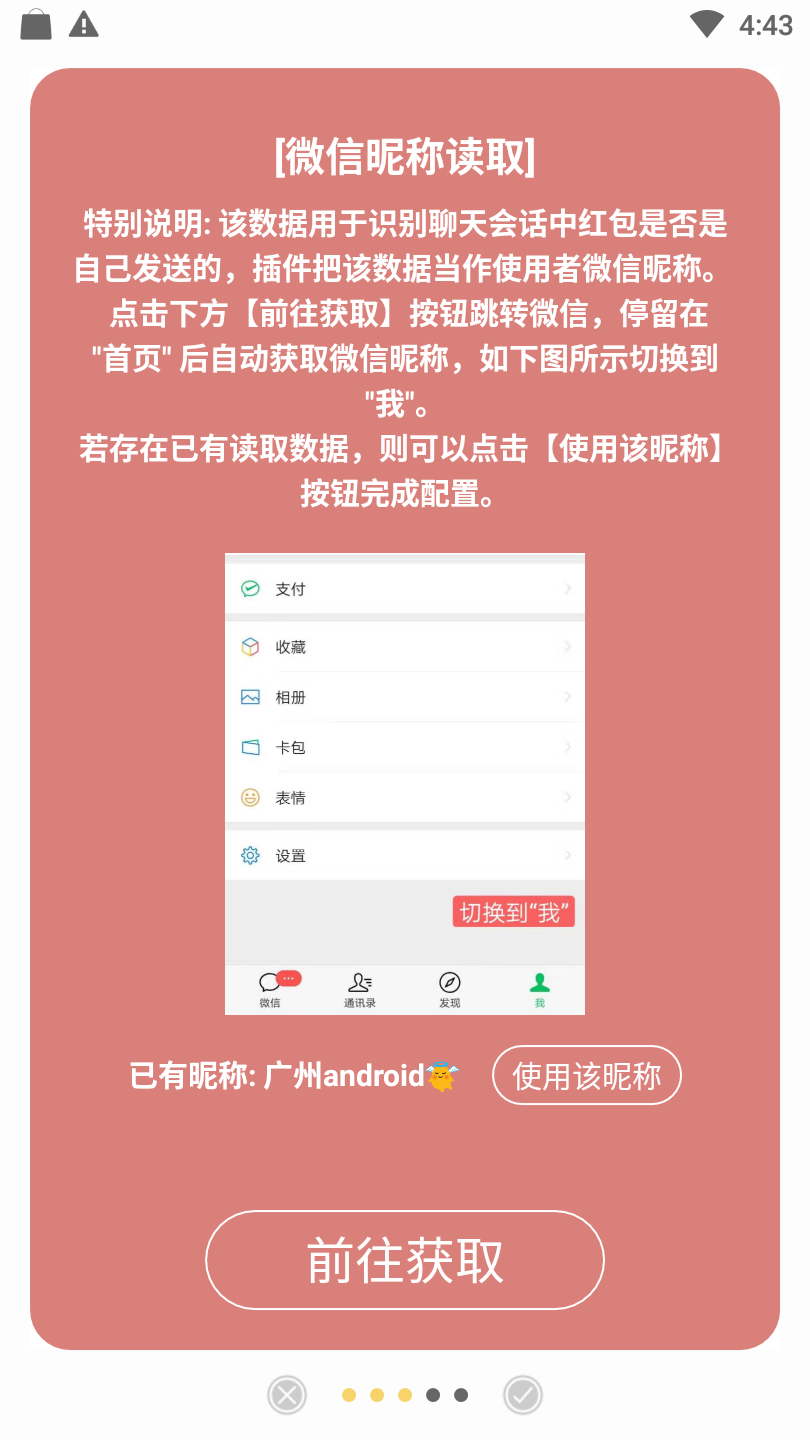 4:43
[微信昵称读取]
特别说明: 该数据用于识别聊天会话中红包是否是
自己发送的，插件把该数据当作使用者微信昵称。
点击下方【前往获取】按钮跳转微信，停留在
"首页" 后自动获取微信昵称，如下图所示切换到
"我"。
若存在已有读取数据，则可以点击【使用该昵称】
按钮完成配置。
支付
收藏
相册
卡包
表情
设置
切换到“我”
微信 通讯录 发现 我
已有昵称: 广州android 使用该昵称
前往获取